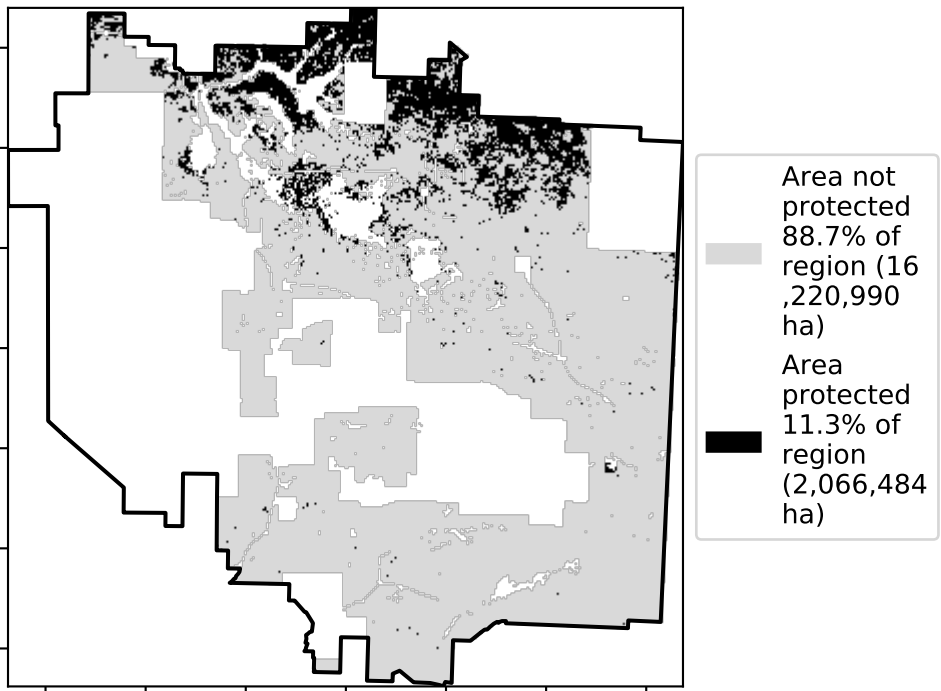 Area not
protected
88.7% of
region (16
,220,990
ha)
Area
protected
11.3% of
region
(2,066,484
ha)